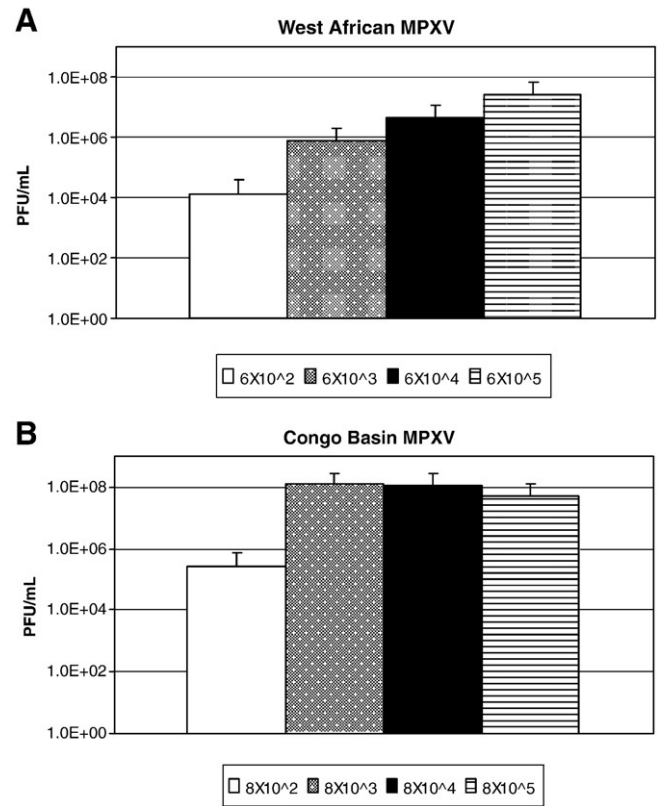 A
West African MPXV
1.0E+08
1.0E+06
1.0E+04
1.0E+02
1.0E+00
PFU/mL
6X10^2 6X10^3 6X10^4 6X10^5
B
Congo Basin MPXV
1.0E+08
1.0E+06
1.0E+04
1.0E+02
1.0E+00
PFU/mL
8X10^2 8X10^3 8X10^4 8X10^5